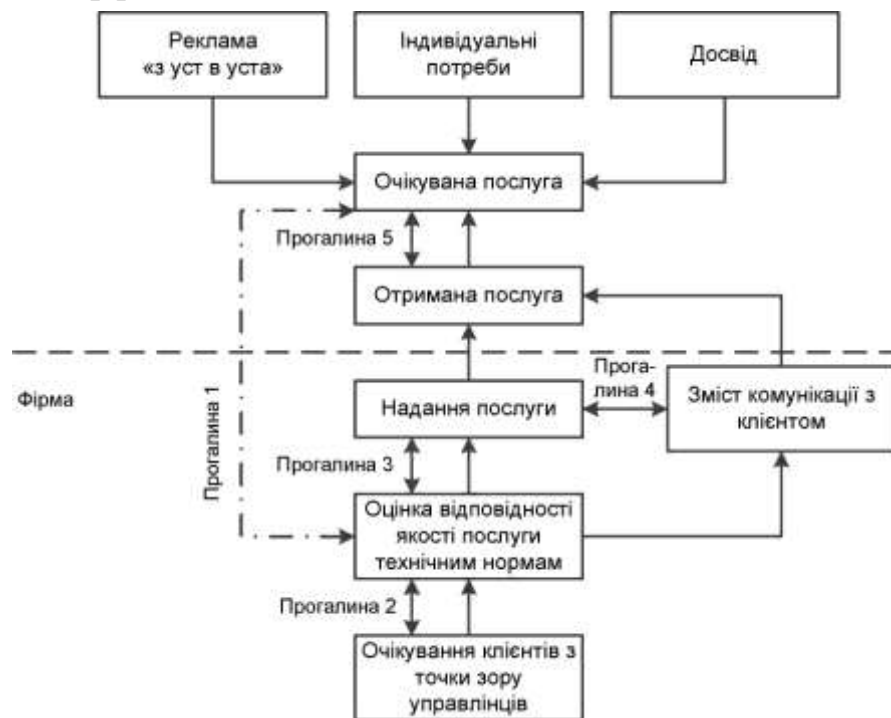 Реклама
«з уст в уста»
Індивідуальні
потреби
Досвід
Очікувана послуга
Прогалина 5
Отримана послуга
Прогалина 1
Фірма
Надання послуги
Прога-
лина 4
Зміст комунікації з
клієнтом
Прогалина 3
Оцінка відповідності
якості послуги
технічним нормам
Прогалина 2
Очікування клієнтів з
точки зору
управлінців